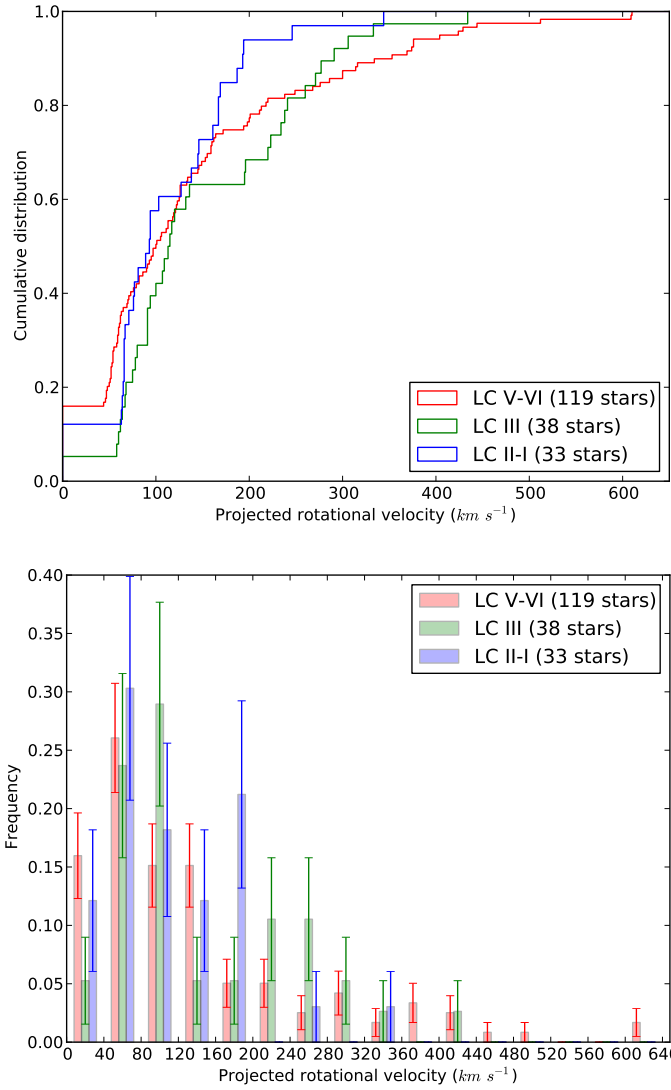 1.0
0.8
0.6
0.4
0.2
0.0
Cumulative distribution
LC V-VI (119 stars)
LC III (38 stars)
LC II-I (33 stars)
0 100 200 300 400 500 600
Projected rotational velocity (km s⁻¹)
0.40
0.35
0.30
0.25
0.20
0.15
0.10
0.05
0.00
Frequency
LC V-VI (119 stars)
LC III (38 stars)
LC II-I (33 stars)
0 40 80 120 160 200 240 280 320 360 400 440 480 520 560 600 640
Projected rotational velocity (km s⁻¹)